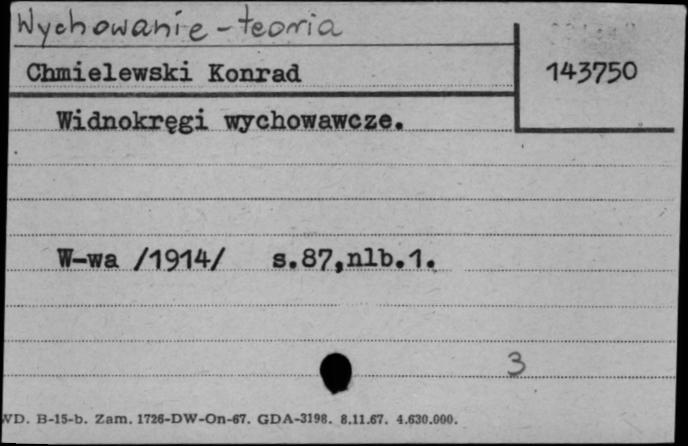 Wychowanie - teoria
Chmielewski Konrad
143750
Widnokręgi wychowawcze.
W-wa /1914/ s.87,nlb.1.
3
WD. B-15-b. Zam. 1726-DW-On-67. GDA-3198. 8.11.67. 4.630.000.